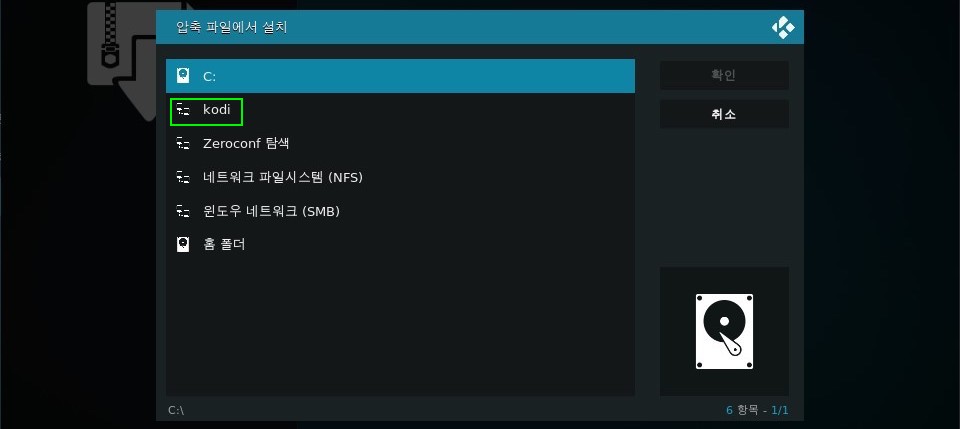 압축 파일에서 설치
C:
확인
kodi
취소
Zeroconf 탐색
네트워크 파일시스템 (NFS)
윈도우 네트워크 (SMB)
홈 폴더
C:\
6 항목 - 1/1